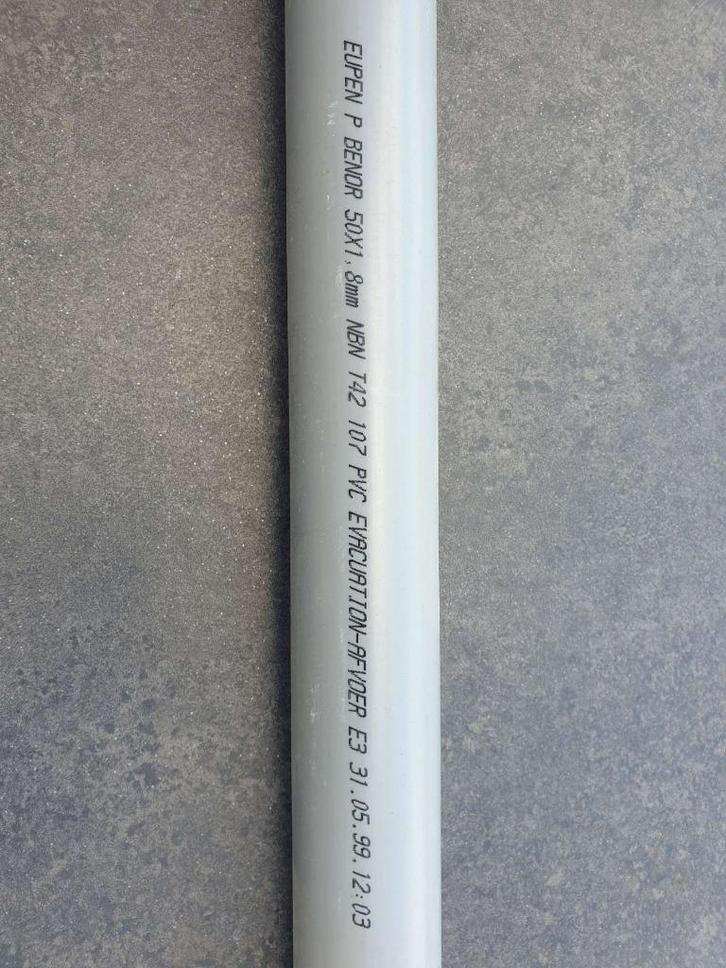 EUPEN P BENOR 50X1,8mm NBN T42 107 PVC EVACUATION-AFVOER E3 31.05.99.12:03